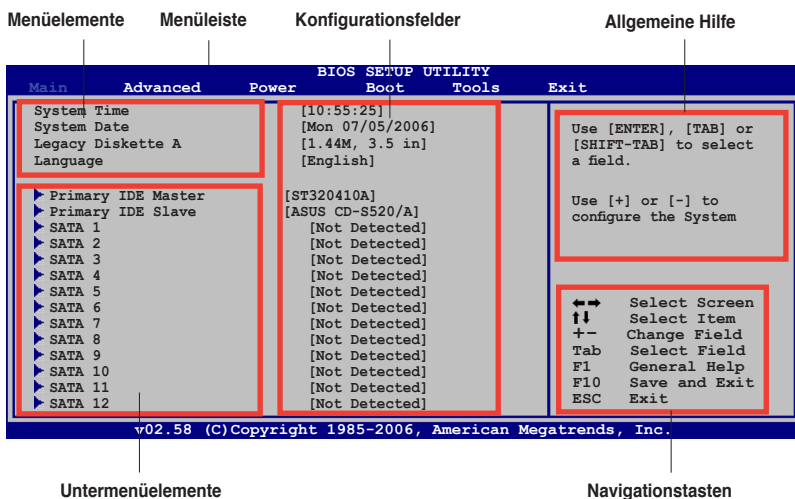 Menüelemente Menüleiste Konfigurationsfelder Allgemeine Hilfe
BIOS SETUP UTILITY
Main Advanced Power Boot Tools Exit
System Time [10:55:25]
System Date [Mon 07/05/2006]
Legacy Diskette A [1.44M, 3.5 in]
Language [English]
Primary IDE Master [ST320410A]
Primary IDE Slave [ASUS CD-S520/A]
SATA 1 [Not Detected]
SATA 2 [Not Detected]
SATA 3 [Not Detected]
SATA 4 [Not Detected]
SATA 5 [Not Detected]
SATA 6 [Not Detected]
SATA 7 [Not Detected]
SATA 8 [Not Detected]
SATA 9 [Not Detected]
SATA 10 [Not Detected]
SATA 11 [Not Detected]
SATA 12 [Not Detected]
Use [ENTER], [TAB] or
[SHIFT-TAB] to select
a field.
Use [+] or [-] to
configure the System
←→ Select Screen
↑↓ Select Item
+- Change Field
Tab Select Field
F1 General Help
F10 Save and Exit
ESC Exit
v02.58 (C)Copyright 1985-2006, American Megatrends, Inc.
Untermenüelemente Navigationstasten